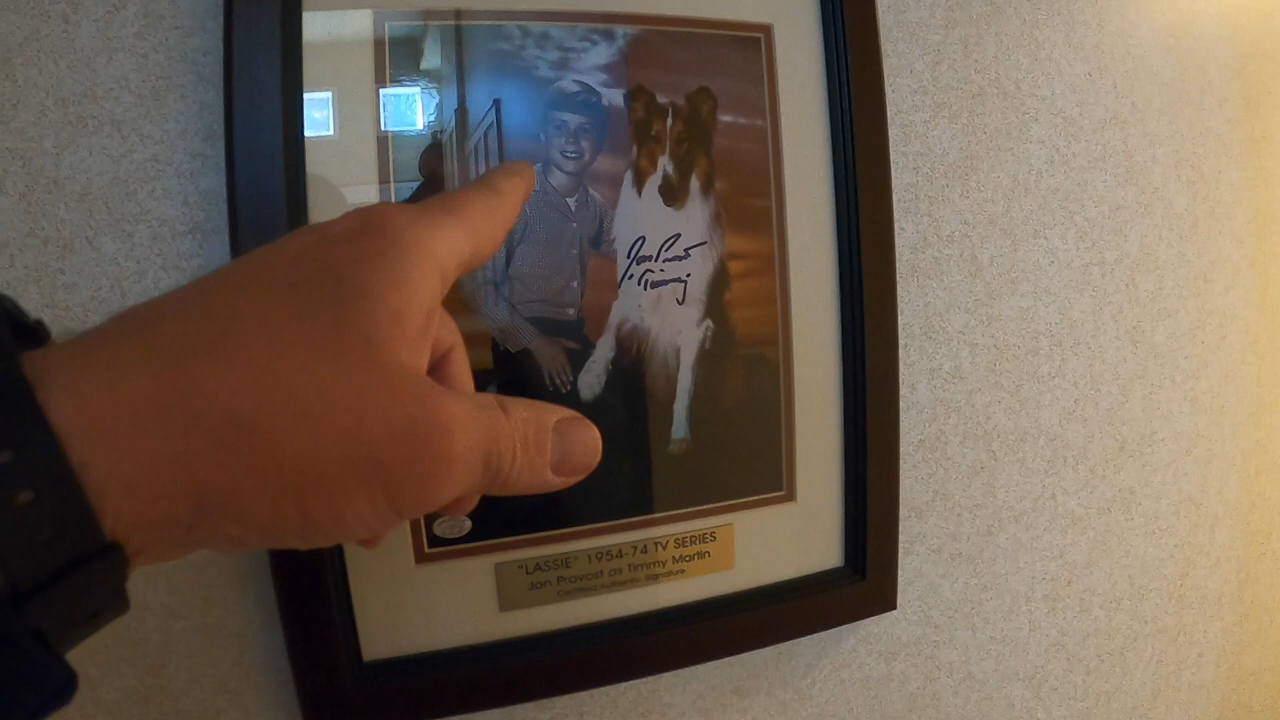 Jon Provost
Timmy
"LASSIE" 1954-74 TV SERIES
Jon Provost as Timmy Martin
Certified Authentic Signature